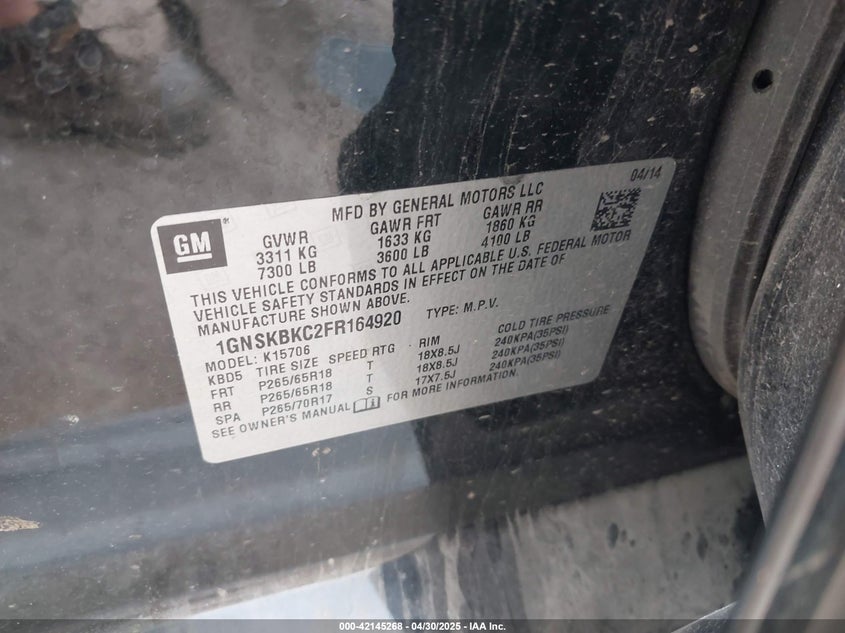 MFD BY GENERAL MOTORS LLC 04/14
GM
GVWR GAWR FRT GAWR RR
3311 KG 1633 KG 1860 KG
7300 LB 3600 LB 4100 LB
THIS VEHICLE CONFORMS TO ALL APPLICABLE U.S. FEDERAL MOTOR
VEHICLE SAFETY STANDARDS IN EFFECT ON THE DATE OF
MANUFACTURE SHOWN ABOVE.
1GNSKBKC2FR164920 TYPE: M.P.V.
MODEL: K15706
KBD5 TIRE SIZE SPEED RTG RIM COLD TIRE PRESSURE
FRT P265/65R18 T 18X8.5J 240KPA(35PSI)
RR P265/65R18 T 18X8.5J 240KPA(35PSI)
SPA P265/70R17 S 17X7.5J 240KPA(35PSI)
SEE OWNER'S MANUAL FOR MORE INFORMATION.
000-42145268 - 04/30/2025 - IAA Inc.